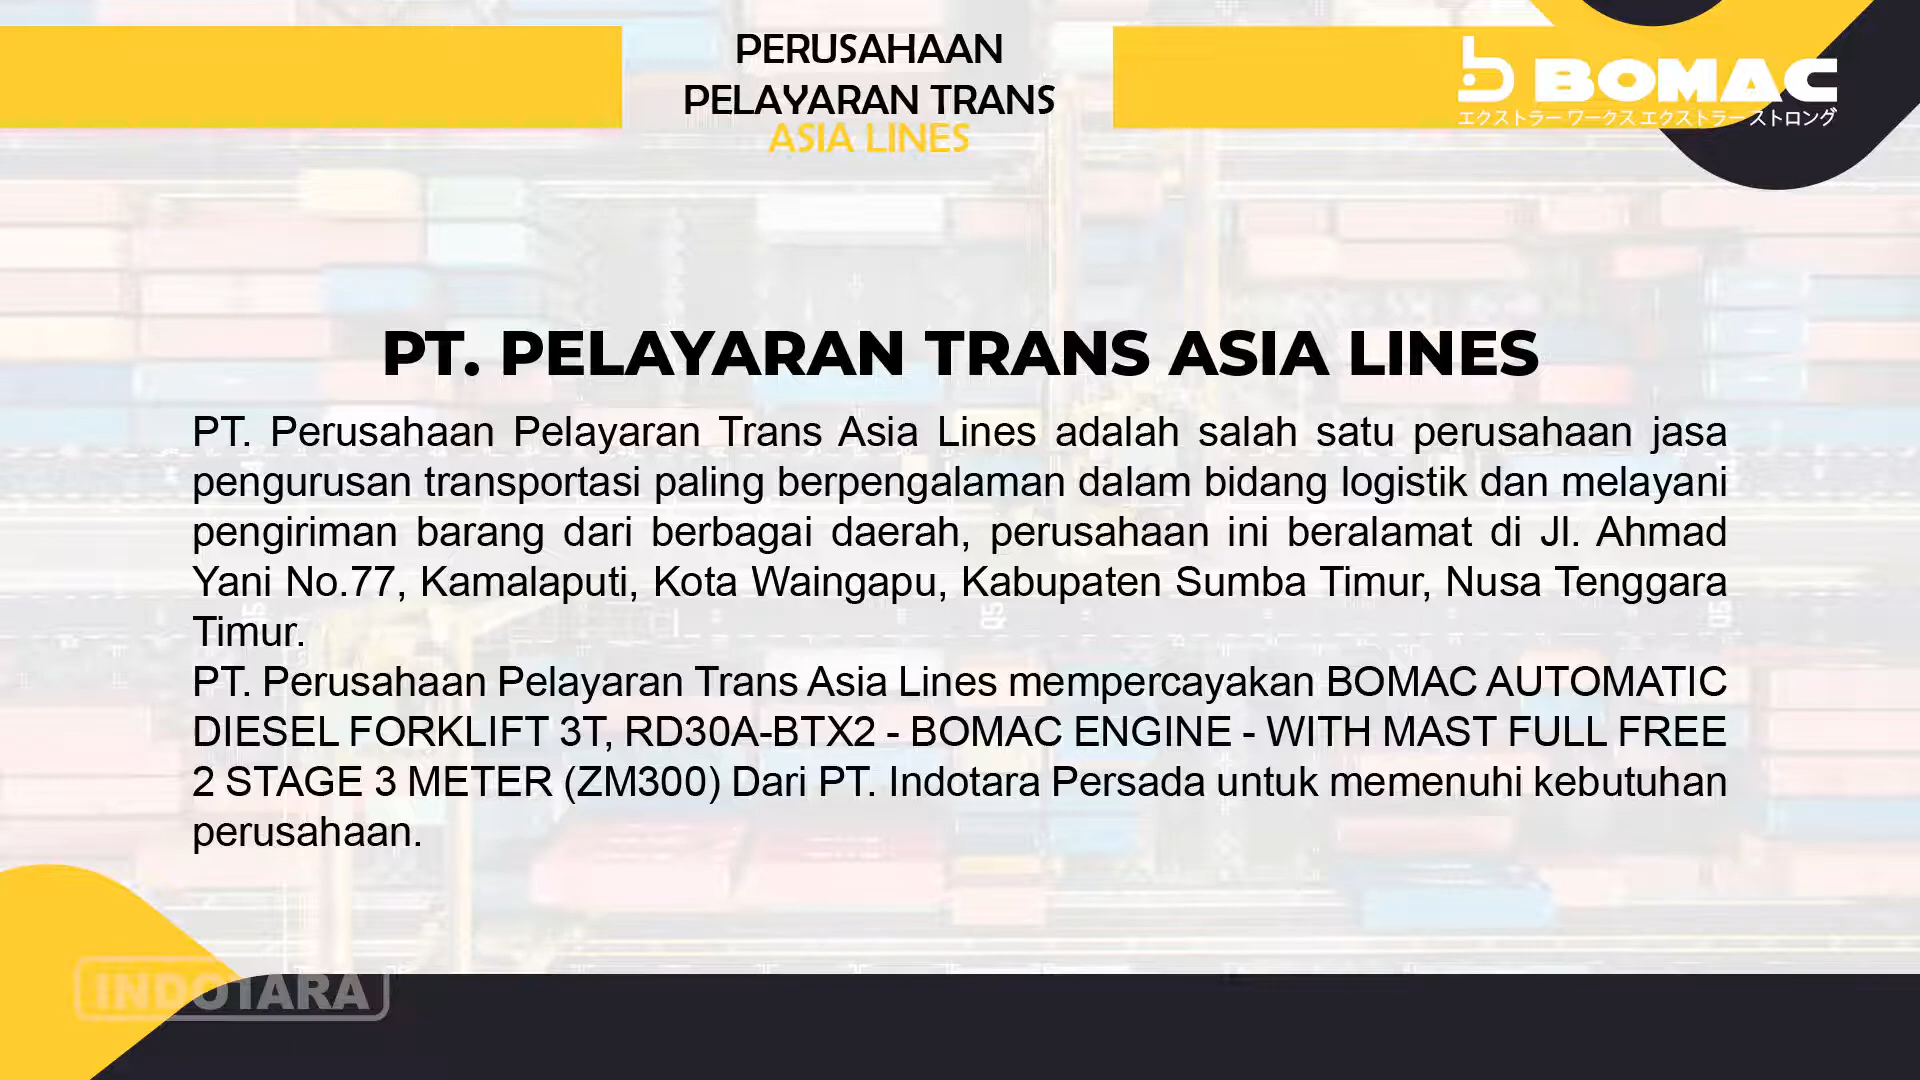 PERUSAHAAN
PELAYARAN TRANS
ASIA LINES
BOMAC
エクストラー ワークス エクストラー ストロング
PT. PELAYARAN TRANS ASIA LINES
PT. Perusahaan Pelayaran Trans Asia Lines adalah salah satu perusahaan jasa
pengurusan transportasi paling berpengalaman dalam bidang logistik dan melayani
pengiriman barang dari berbagai daerah, perusahaan ini beralamat di Jl. Ahmad
Yani No.77, Kamalaputi, Kota Waingapu, Kabupaten Sumba Timur, Nusa Tenggara
Timur.
PT. Perusahaan Pelayaran Trans Asia Lines mempercayakan BOMAC AUTOMATIC
DIESEL FORKLIFT 3T, RD30A-BTX2 - BOMAC ENGINE - WITH MAST FULL FREE
2 STAGE 3 METER (ZM300) Dari PT. Indotara Persada untuk memenuhi kebutuhan
perusahaan.
INDOTARA